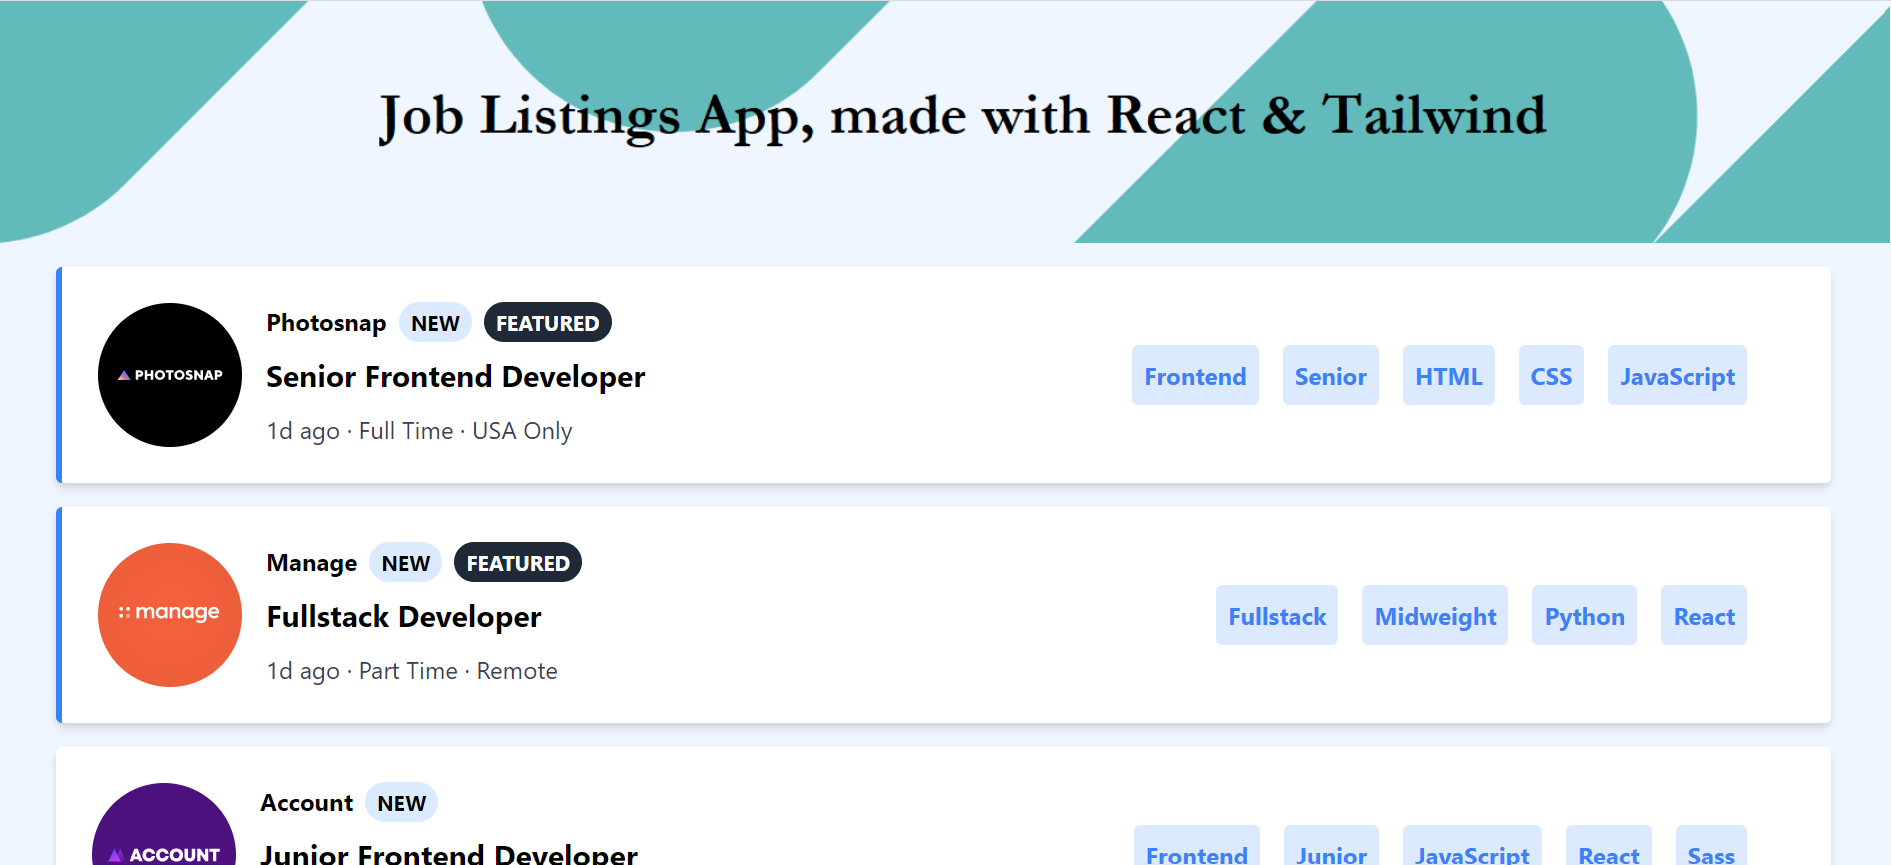 Job Listings App, made with React & Tailwind
PHOTOSNAP
Photosnap NEW FEATURED
Senior Frontend Developer
1d ago · Full Time · USA Only
Frontend Senior HTML CSS JavaScript
manage
Manage NEW FEATURED
Fullstack Developer
1d ago · Part Time · Remote
Fullstack Midweight Python React
ACCOUNT
Account NEW
Junior Frontend Developer
Frontend Junior JavaScript React Sass